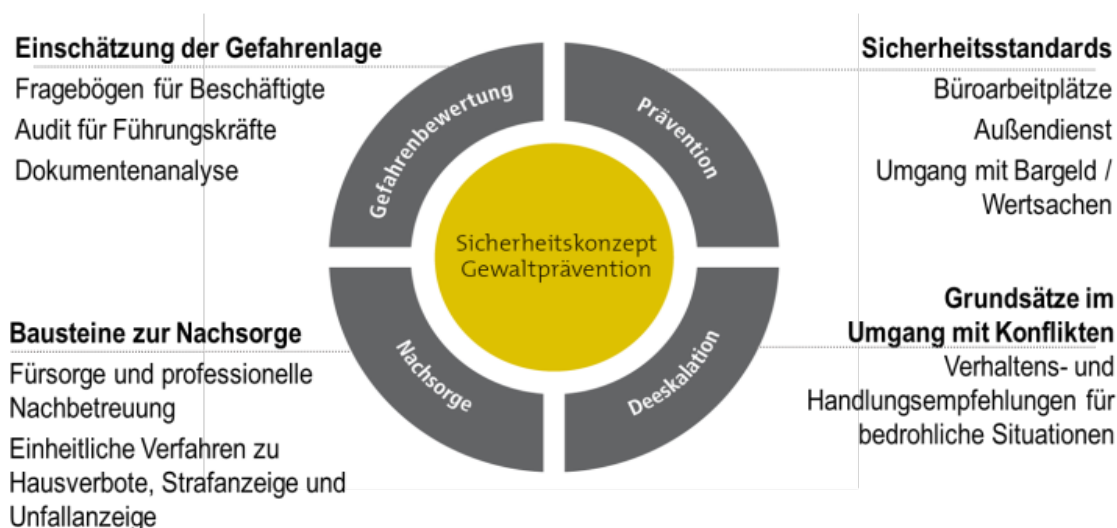 Einschätzung der Gefahrenlage
Fragebögen für Beschäftigte
Audit für Führungskräfte
Dokumentenanalyse
Gefahrenbewertung
Prävention
Sicherheitsstandards
Büroarbeitplätze
Außendienst
Umgang mit Bargeld /
Wertsachen
Sicherheitskonzept
Gewaltprävention
Bausteine zur Nachsorge
Fürsorge und professionelle
Nachbetreuung
Einheitliche Verfahren zu
Hausverbote, Strafanzeige und
Unfallanzeige
Nachsorge
Deeskalation
Grundsätze im
Umgang mit Konflikten
Verhaltens- und
Handlungsempfehlungen für
bedrohliche Situationen